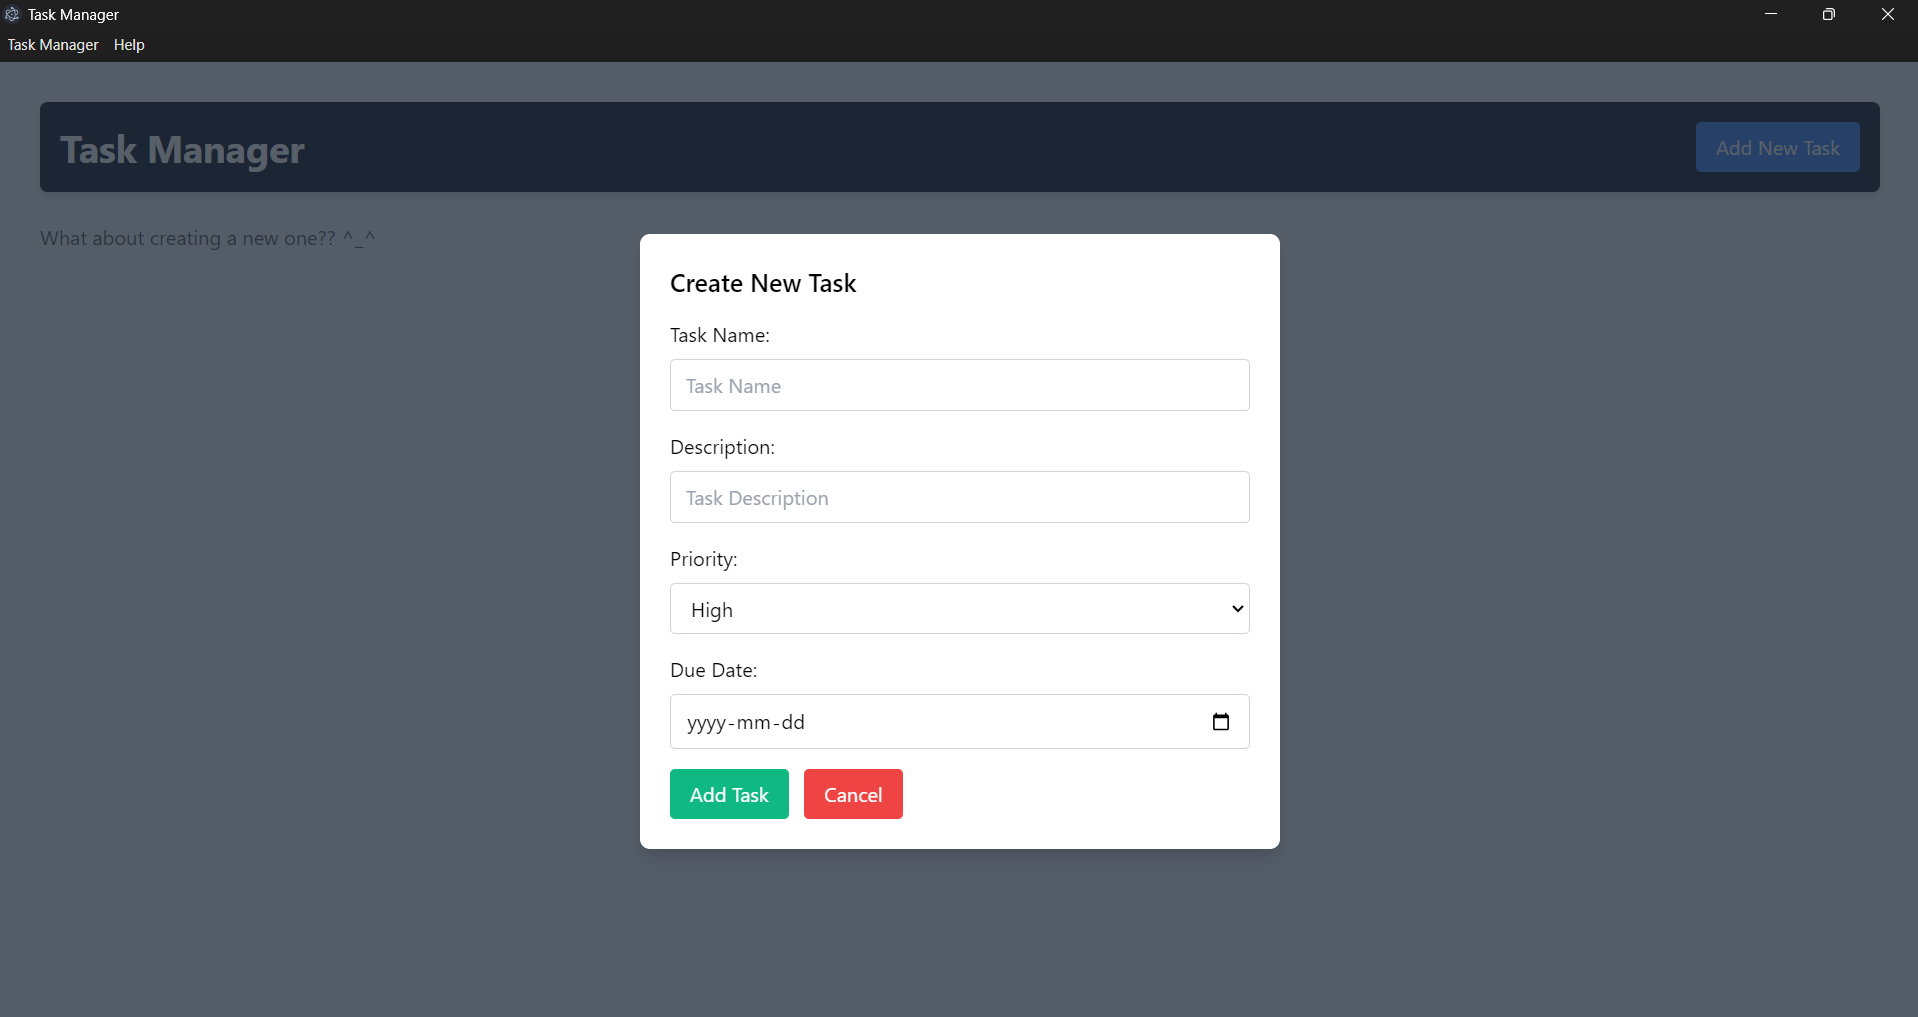 Task Manager
Task Manager Help
Task Manager
Add New Task
What about creating a new one?? ^_^
Create New Task
Task Name:
Task Name
Description:
Task Description
Priority:
High
Due Date:
yyyy-mm-dd
Add Task Cancel